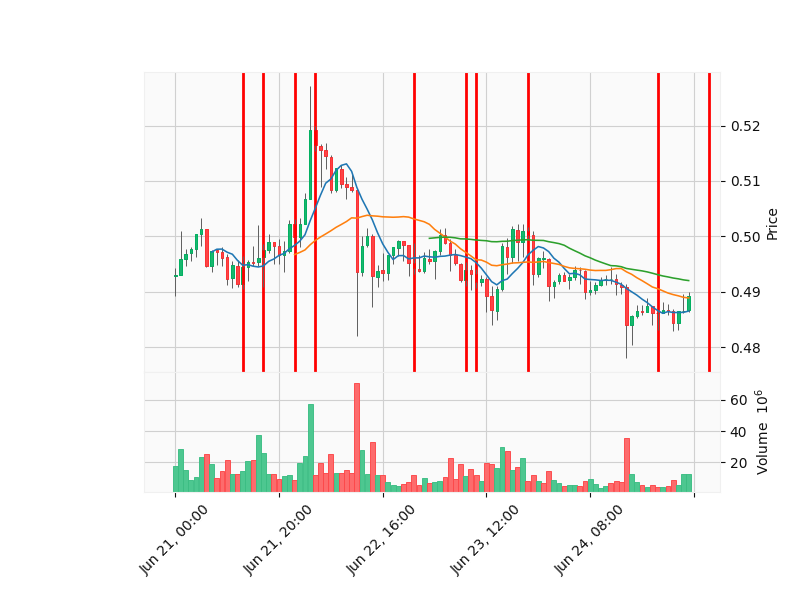 0.52
0.51
0.50
0.49
0.48
Price
60
40
20
Volume 10^6
Jun 21, 00:00
Jun 21, 20:00
Jun 22, 16:00
Jun 23, 12:00
Jun 24, 08:00